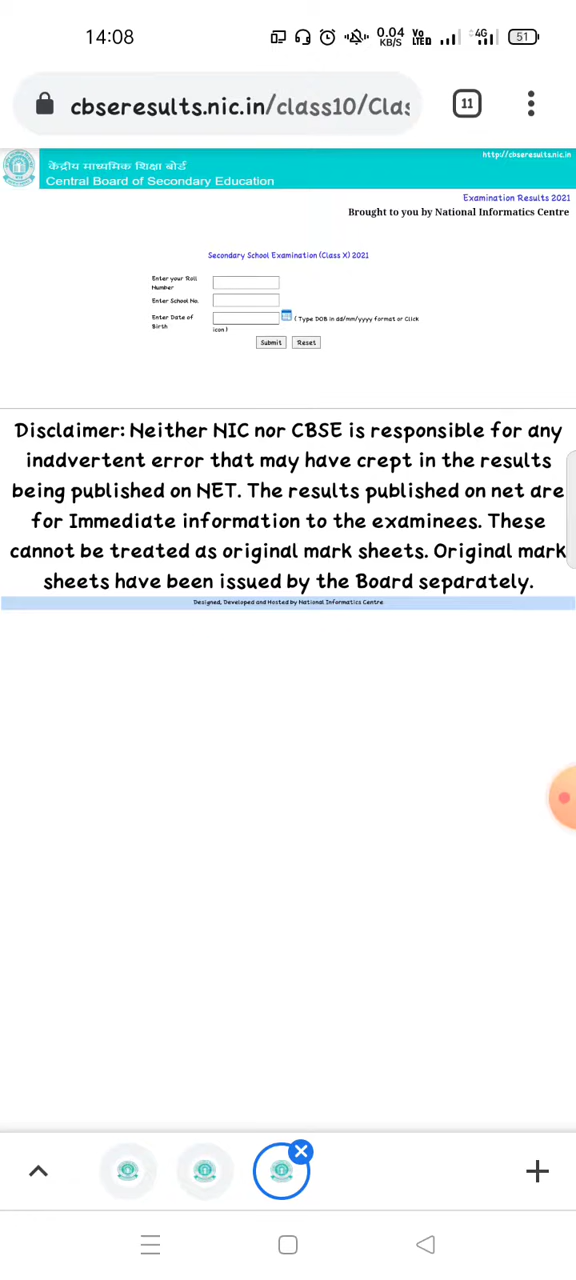 14:08 0.04 KB/S Vo LTED 4G 51
cbseresults.nic.in/class10/Clas 11
http://cbseresults.nic.in
केंद्रीय माध्यमिक शिक्षा बोर्ड
Central Board of Secondary Education
Examination Results 2021
Brought to you by National Informatics Centre
Secondary School Examination (Class X) 2021
Enter your Roll
Number
Enter School No.
Enter Date of
Birth
( Type DOB in dd/mm/yyyy format or Click
icon )
Submit Reset
Disclaimer: Neither NIC nor CBSE is responsible for any
inadvertent error that may have crept in the results
being published on NET. The results published on net are
for Immediate information to the examinees. These
cannot be treated as original mark sheets. Original mark
sheets have been issued by the Board separately.
Designed, Developed and Hosted by National Informatics Centre